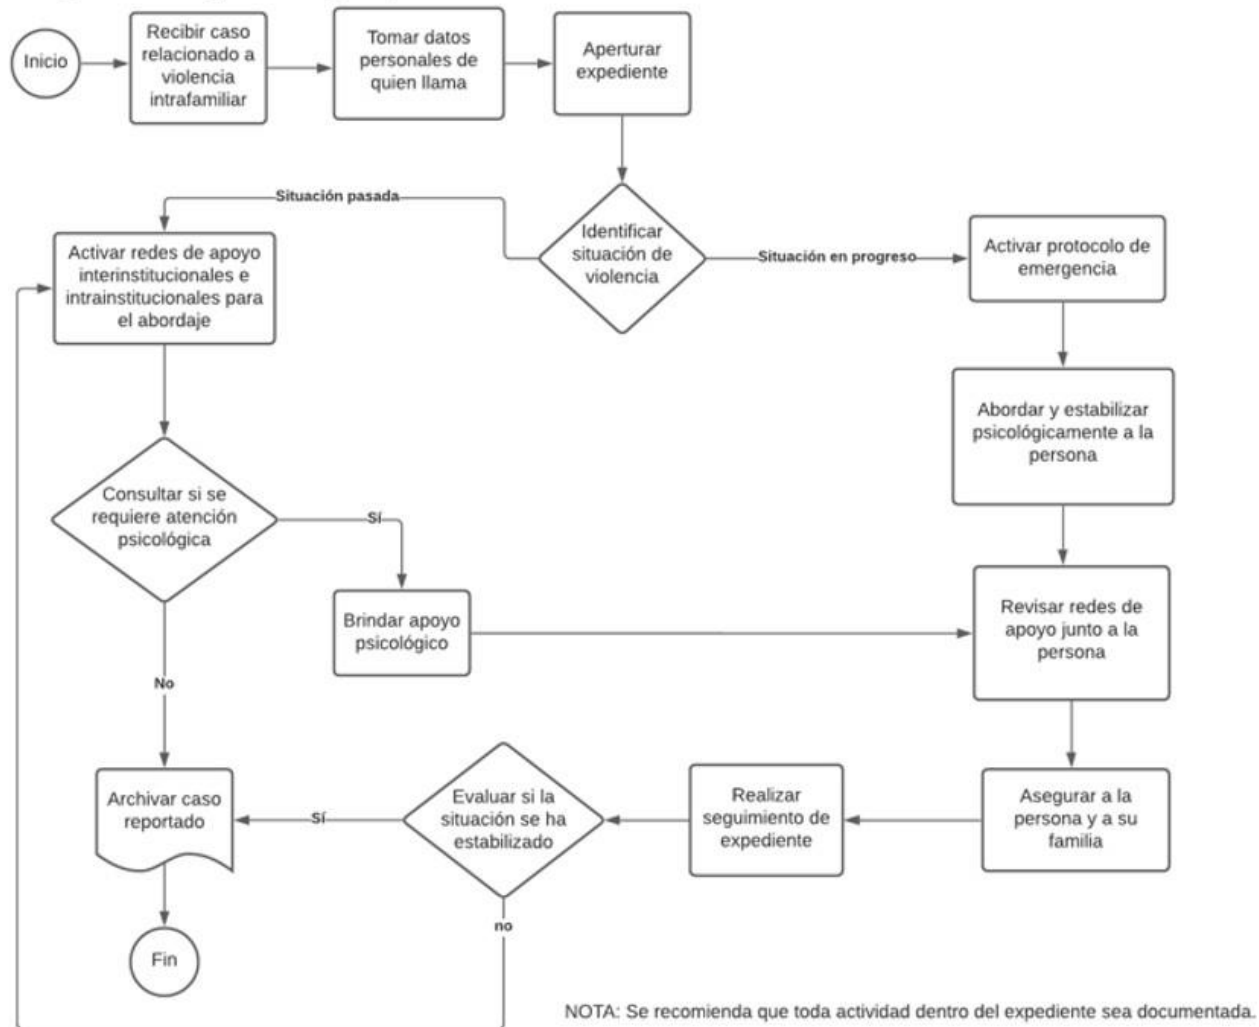 Inicio
Recibir caso
relacionado a
violencia
intrafamiliar
Tomar datos
personales de
quien llama
Aperturar
expediente
Situación pasada
Identificar
situación de
violencia
Situación en progreso
Activar protocolo de
emergencia
Activar redes de apoyo
interinstitucionales e
intrainstitucionales para
el abordaje
Abordar y estabilizar
psicológicamente a la
persona
Consultar si se
requiere atención
psicológica
Sí
Brindar apoyo
psicológico
Revisar redes de
apoyo junto a la
persona
No
Archivar caso
reportado
Sí
Evaluar si la
situación se ha
estabilizado
Realizar
seguimiento de
expediente
Asegurar a la
persona y a su
familia
no
Fin
NOTA: Se recomienda que toda actividad dentro del expediente sea documentada.